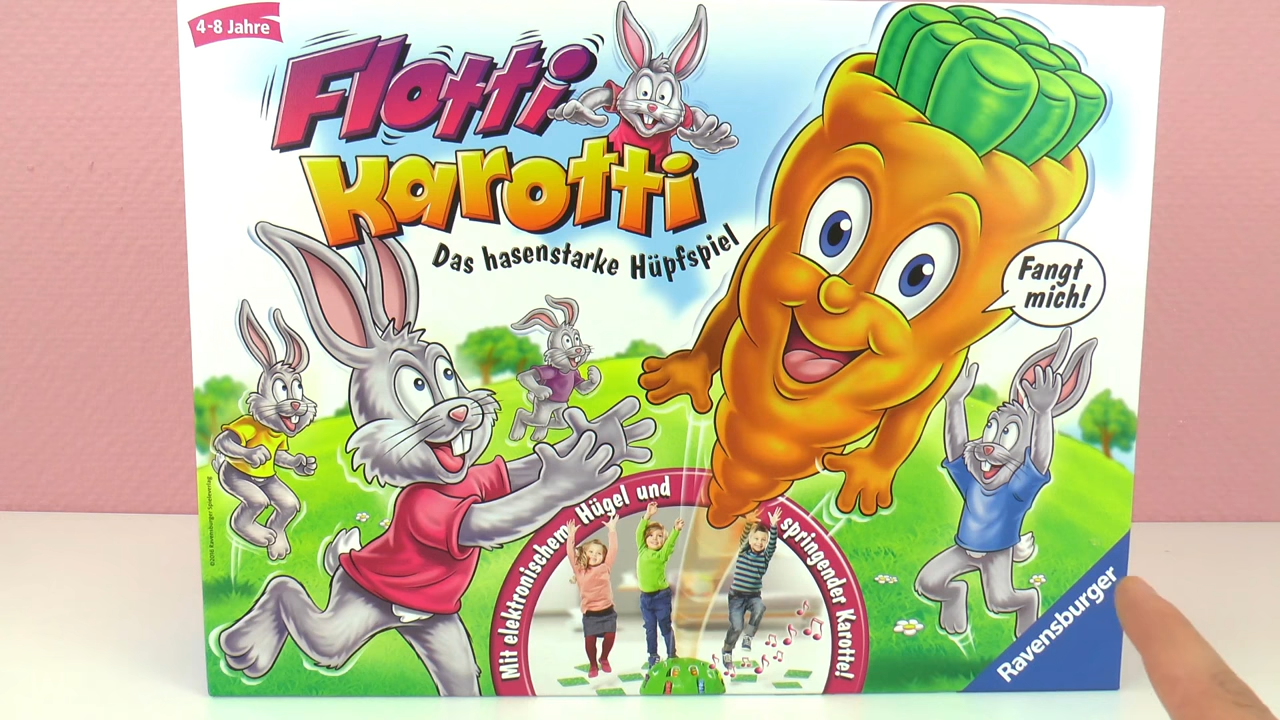 4-8 Jahre
Flotti
Karotti
Das hasenstarke Hüpfspiel
Fangt
mich!
Mit elektronischem Hügel und springender Karotte!
Ravensburger